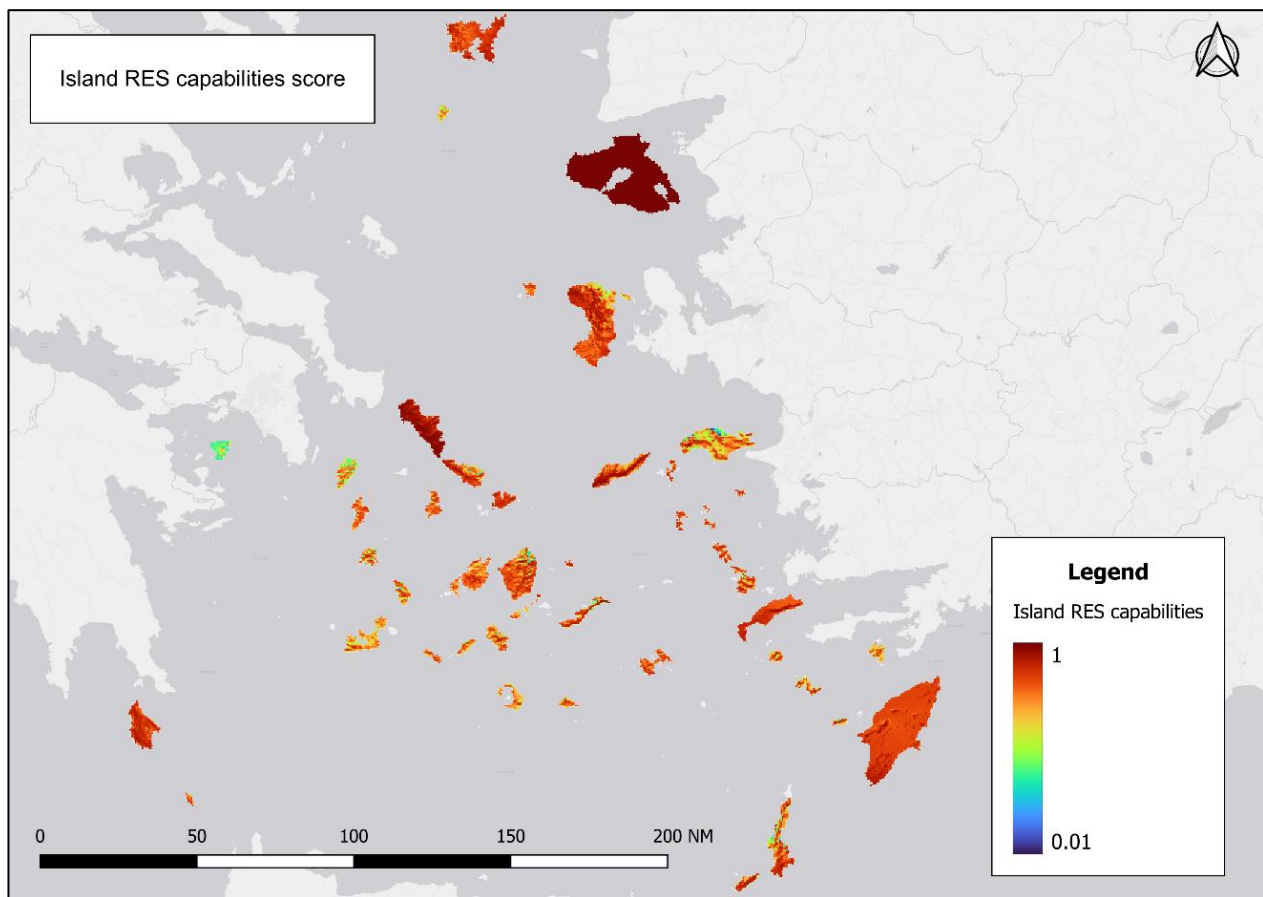 Island RES capabilities score
Legend
Island RES capabilities
1
0.01
0 50 100 150 200 NM